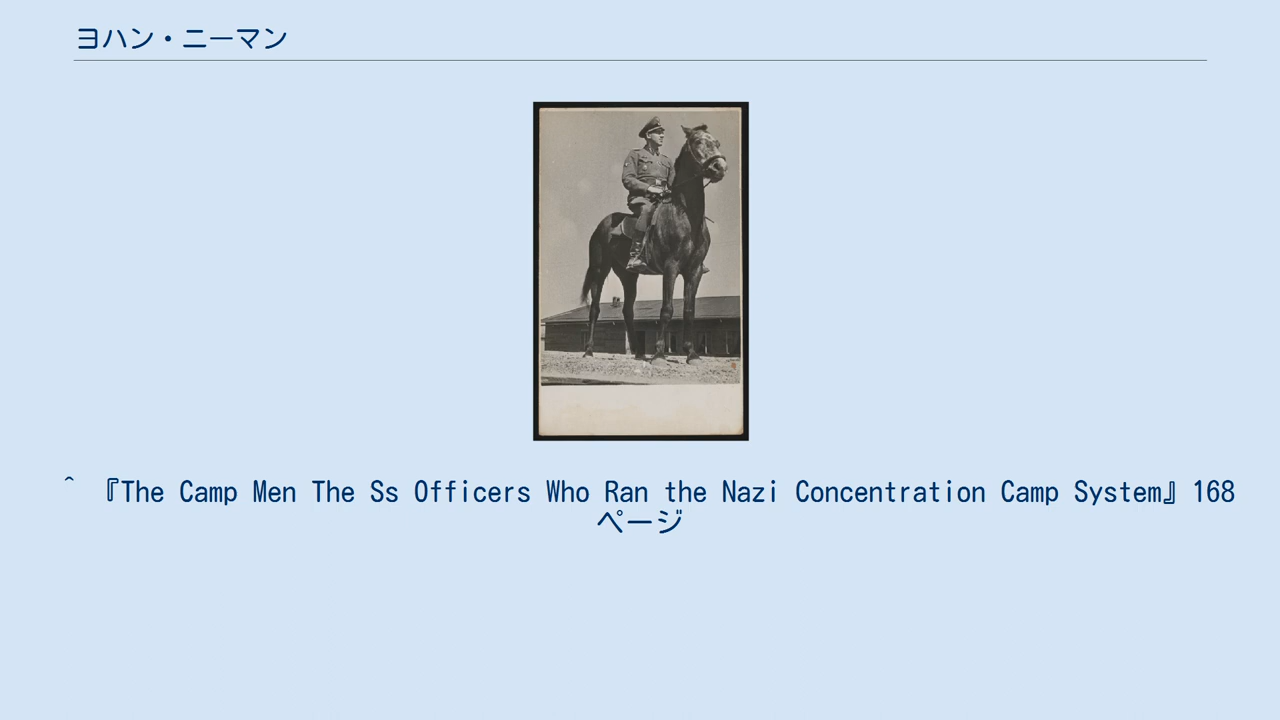 ヨハン・ニーマン
^ 『The Camp Men The Ss Officers Who Ran the Nazi Concentration Camp System』168
ページ